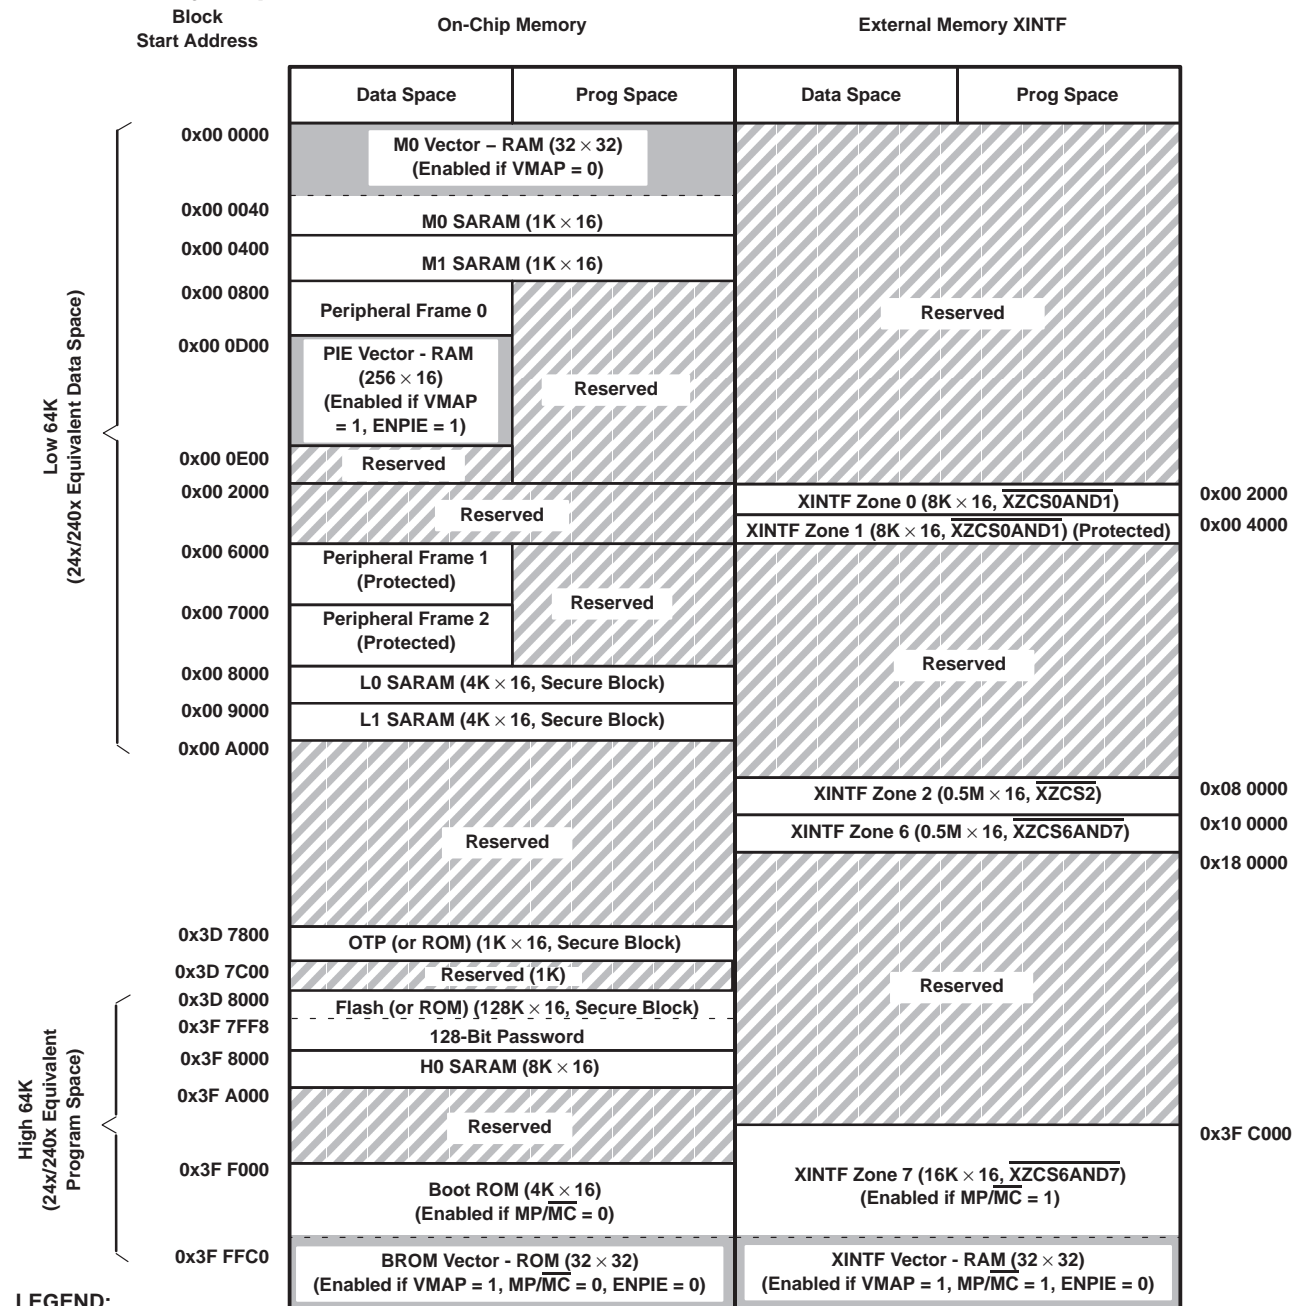 Block
Start Address
On-Chip Memory
External Memory XINTF
Data Space
Prog Space
Data Space
Prog Space
Low 64K
(24x/240x Equivalent Data Space)
0x00 0000
M0 Vector – RAM (32 × 32)
(Enabled if VMAP = 0)
0x00 0040
M0 SARAM (1K × 16)
0x00 0400
M1 SARAM (1K × 16)
0x00 0800
Peripheral Frame 0
Reserved
Reserved
0x00 0D00
PIE Vector - RAM
(256 × 16)
(Enabled if VMAP
= 1, ENPIE = 1)
Reserved
0x00 0E00
Reserved
0x00 2000
Reserved
XINTF Zone 0 (8K × 16, XZCS0AND1)
0x00 2000
XINTF Zone 1 (8K × 16, XZCS0AND1) (Protected)
0x00 4000
0x00 6000
Peripheral Frame 1
(Protected)
Reserved
0x00 7000
Peripheral Frame 2
(Protected)
Reserved
0x00 8000
L0 SARAM (4K × 16, Secure Block)
0x00 9000
L1 SARAM (4K × 16, Secure Block)
0x00 A000
XINTF Zone 2 (0.5M × 16, XZCS2)
0x08 0000
Reserved
XINTF Zone 6 (0.5M × 16, XZCS6AND7)
0x10 0000
0x18 0000
0x3D 7800
OTP (or ROM) (1K × 16, Secure Block)
0x3D 7C00
Reserved (1K)
Reserved
High 64K
(24x/240x Equivalent
Program Space)
0x3D 8000
Flash (or ROM) (128K × 16, Secure Block)
0x3F 7FF8
128-Bit Password
0x3F 8000
H0 SARAM (8K × 16)
0x3F A000
Reserved
0x3F C000
0x3F F000
Boot ROM (4K × 16)
(Enabled if MP/MC = 0)
XINTF Zone 7 (16K × 16, XZCS6AND7)
(Enabled if MP/MC = 1)
0x3F FFC0
BROM Vector - ROM (32 × 32)
(Enabled if VMAP = 1, MP/MC = 0, ENPIE = 0)
XINTF Vector - RAM (32 × 32)
(Enabled if VMAP = 1, MP/MC = 1, ENPIE = 0)
LEGEND: